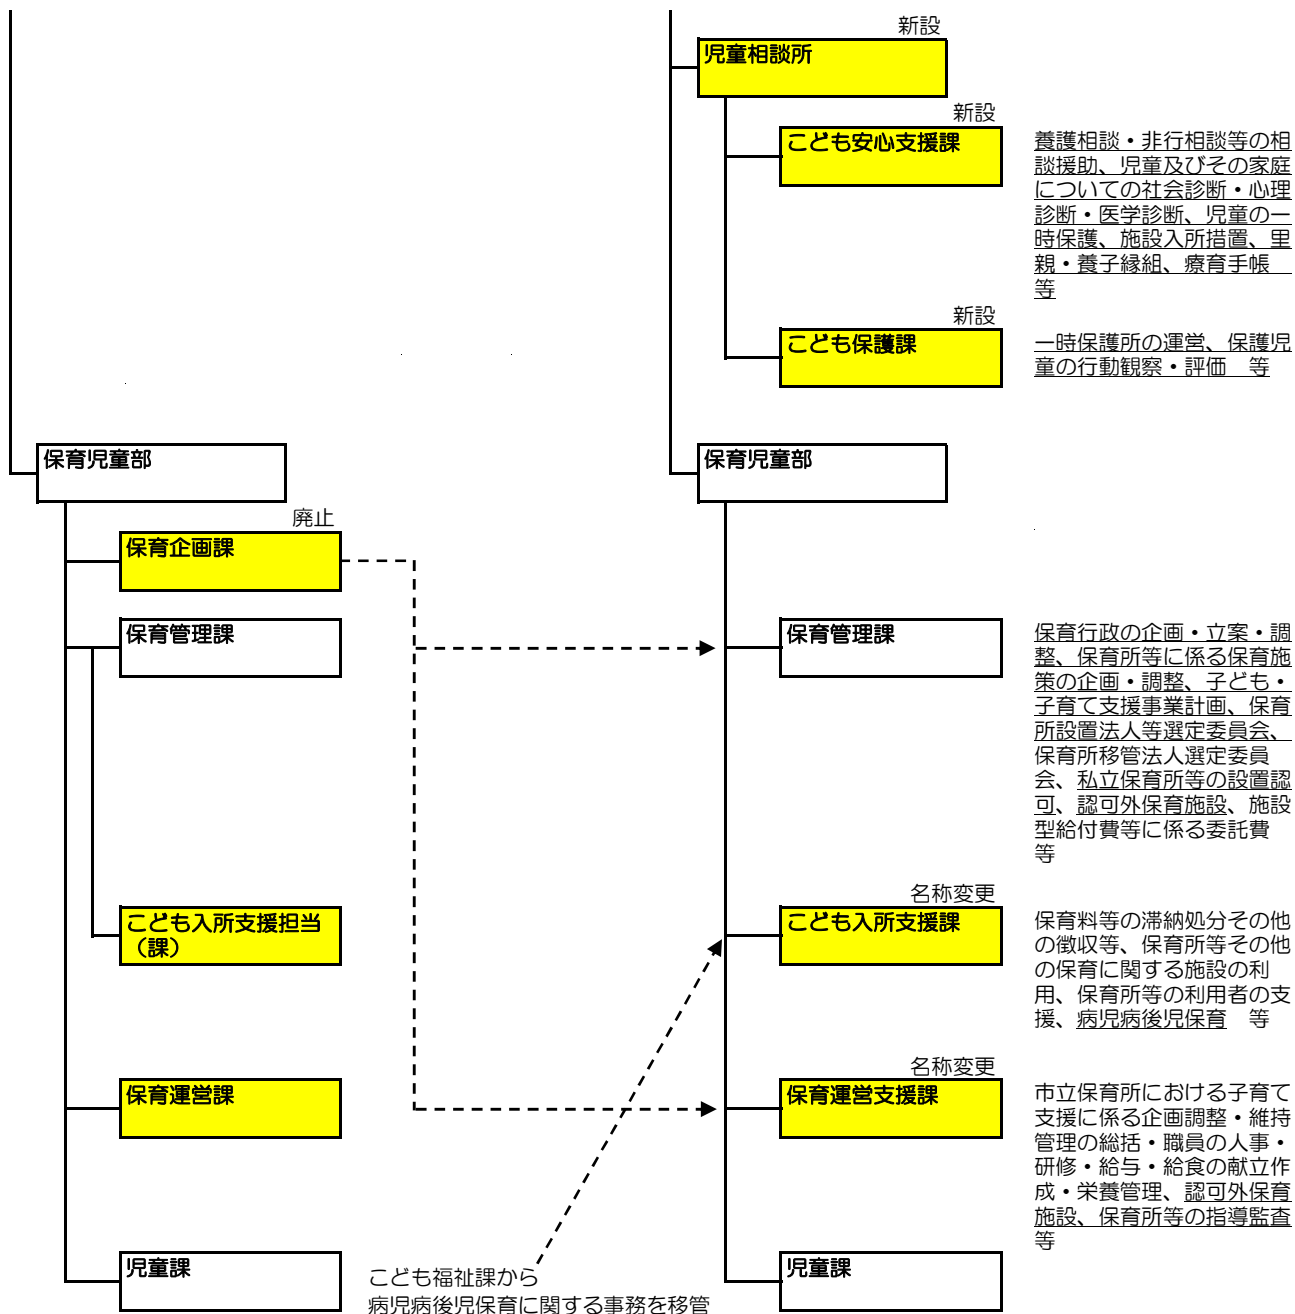 新設
児童相談所
新設
こども安心支援課
養護相談・非行相談等の相
談援助、児童及びその家庭
についての社会診断・心理
診断・医学診断、児童の一
時保護、施設入所措置、里
親・養子縁組、療育手帳
等
新設
こども保護課
一時保護所の運営、保護児
童の行動観察・評価　等
保育児童部
保育児童部
廃止
保育企画課
保育管理課
保育管理課
保育行政の企画・立案・調
整、保育所等に係る保育施
策の企画・調整、子ども・
子育て支援事業計画、保育
所設置法人等選定委員会、
保育所移管法人選定委員
会、私立保育所等の設置認
可、認可外保育施設、施設
型給付費等に係る委託費
等
こども入所支援担当
（課）
名称変更
こども入所支援課
保育料等の滞納処分その他
の徴収等、保育所等その他
の保育に関する施設の利
用、保育所等の利用者の支
援、病児病後児保育　等
保育運営課
名称変更
保育運営支援課
市立保育所における子育て
支援に係る企画調整・維持
管理の総括・職員の人事・
研修・給与・給食の献立作
成・栄養管理、認可外保育
施設、保育所等の指導監査
等
児童課
こども福祉課から
病児病後児保育に関する事務を移管
児童課